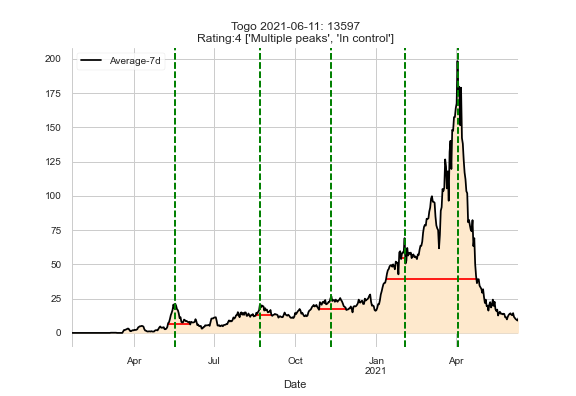 Togo 2021-06-11: 13597
Rating:4 ['Multiple peaks', 'In control']
Average-7d
200
175
150
125
100
75
50
25
0
Apr
Jul
Oct
Jan
2021
Apr
Date